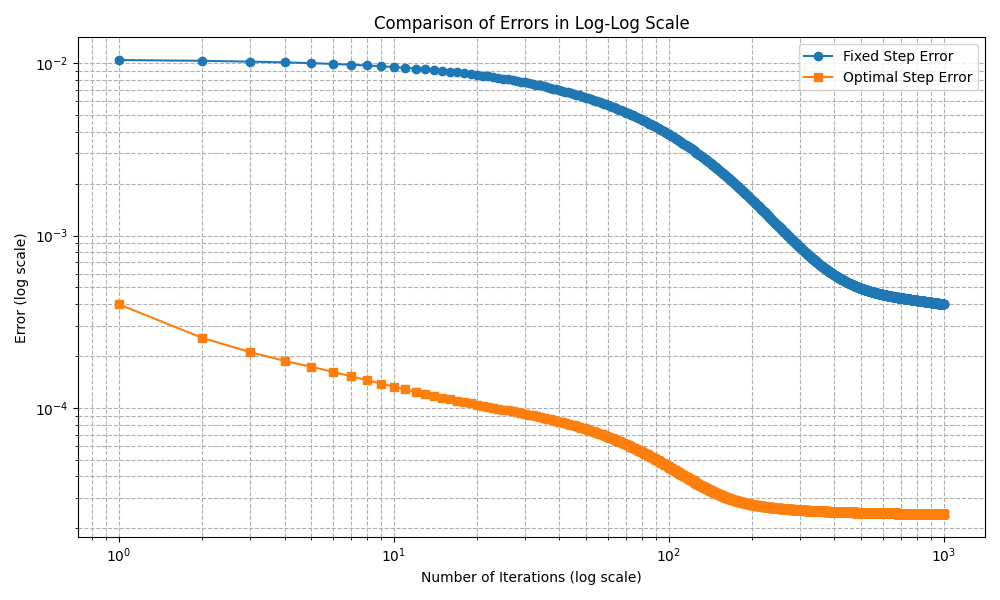 Comparison of Errors in Log-Log Scale
Fixed Step Error
Optimal Step Error
Error (log scale)
10⁻²
10⁻³
10⁻⁴
10⁰ 10¹ 10² 10³
Number of Iterations (log scale)